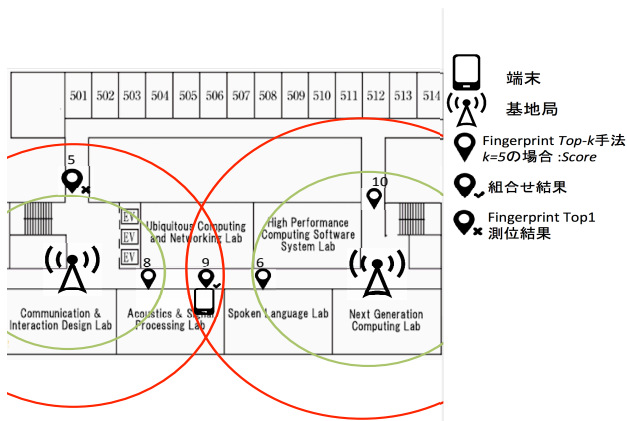 501 502 503 504 505 506 507 508 509 510 511 512 513 514
端末
基地局
Fingerprint Top-k手法
k=5の場合 :Score
組合せ結果
Fingerprint Top1
測位結果
5
10
EV
EV
EV
Ubiquitous Computing
and Networking Lab
High Performance
Computing Software
System Lab
8
9
6
Communication &
Interaction Design Lab
Acoustics & Signal
Processing Lab
Spoken Language Lab
Next Generation
Computing Lab